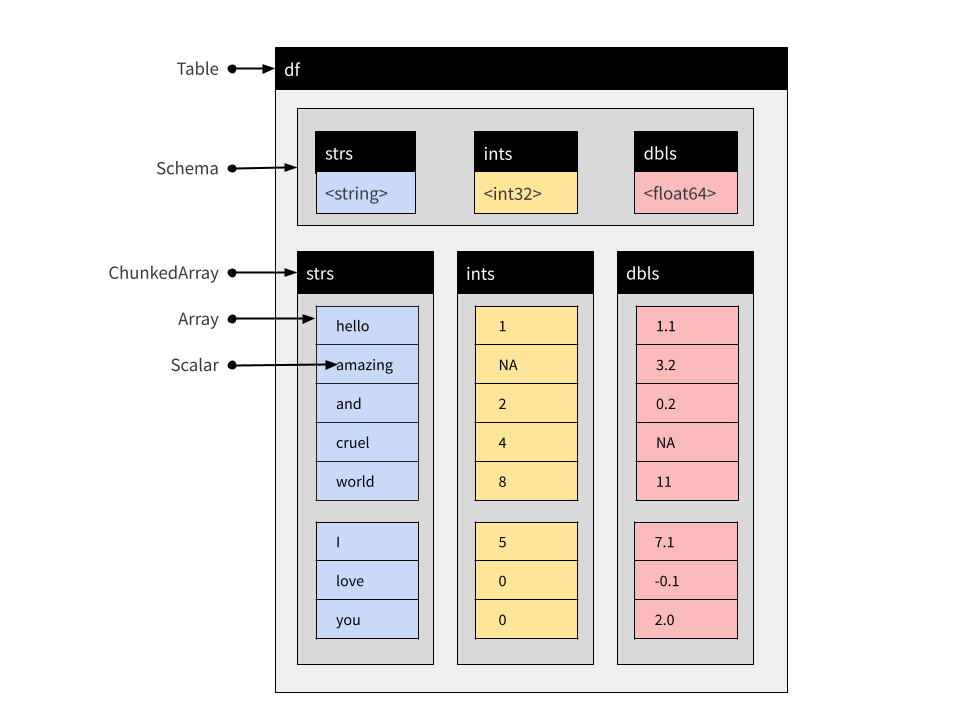 Table df
Schema
strs ints dbls
<string> <int32> <float64>
ChunkedArray strs ints dbls
Array
hello 1 1.1
Scalar amazing NA 3.2
and 2 0.2
cruel 4 NA
world 8 11
I 5 7.1
love 0 -0.1
you 0 2.0